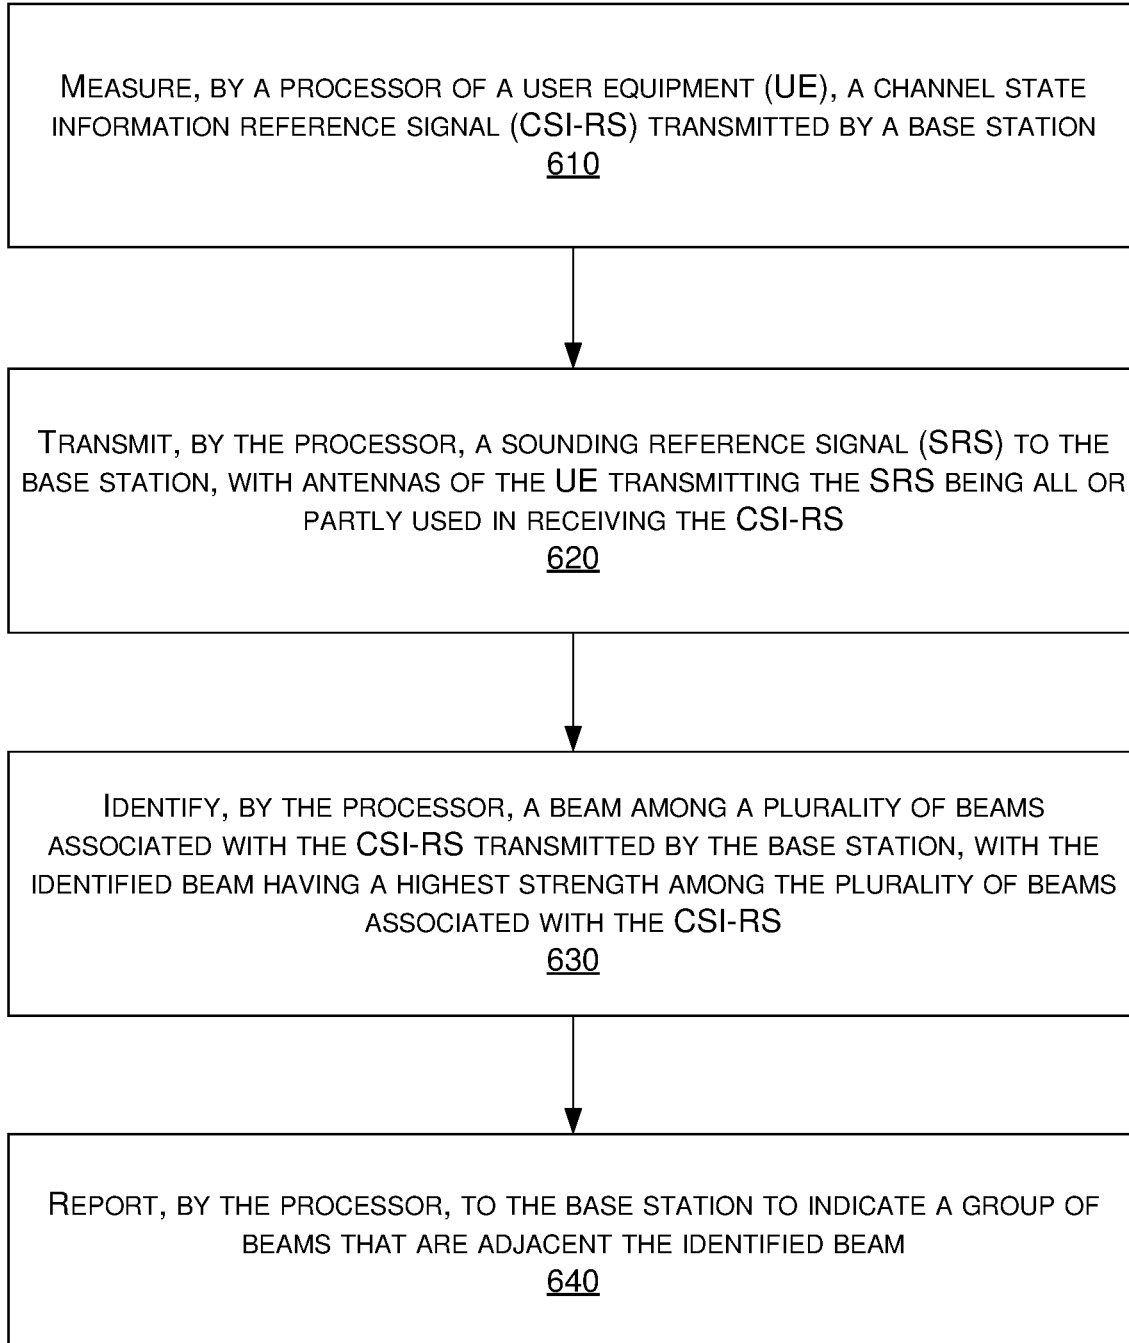 MEASURE, BY A PROCESSOR OF A USER EQUIPMENT (UE), A CHANNEL STATE
INFORMATION REFERENCE SIGNAL (CSI-RS) TRANSMITTED BY A BASE STATION
610
TRANSMIT, BY THE PROCESSOR, A SOUNDING REFERENCE SIGNAL (SRS) TO THE
BASE STATION, WITH ANTENNAS OF THE UE TRANSMITTING THE SRS BEING ALL OR
PARTLY USED IN RECEIVING THE CSI-RS
620
IDENTIFY, BY THE PROCESSOR, A BEAM AMONG A PLURALITY OF BEAMS
ASSOCIATED WITH THE CSI-RS TRANSMITTED BY THE BASE STATION, WITH THE
IDENTIFIED BEAM HAVING A HIGHEST STRENGTH AMONG THE PLURALITY OF BEAMS
ASSOCIATED WITH THE CSI-RS
630
REPORT, BY THE PROCESSOR, TO THE BASE STATION TO INDICATE A GROUP OF
BEAMS THAT ARE ADJACENT THE IDENTIFIED BEAM
640